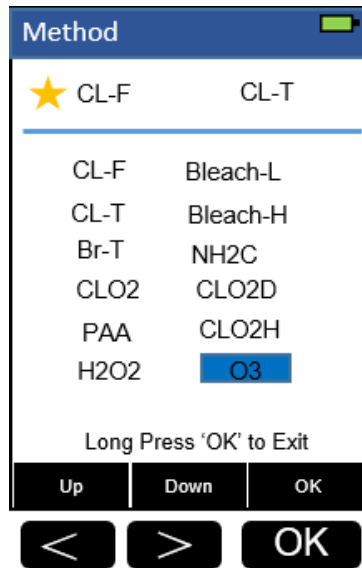 Method
CL-F CL-T
CL-F Bleach-L
CL-T Bleach-H
Br-T NH2C
CLO2 CLO2D
PAA CLO2H
H2O2 O3
Long Press ‘OK’ to Exit
Up Down OK
< > OK